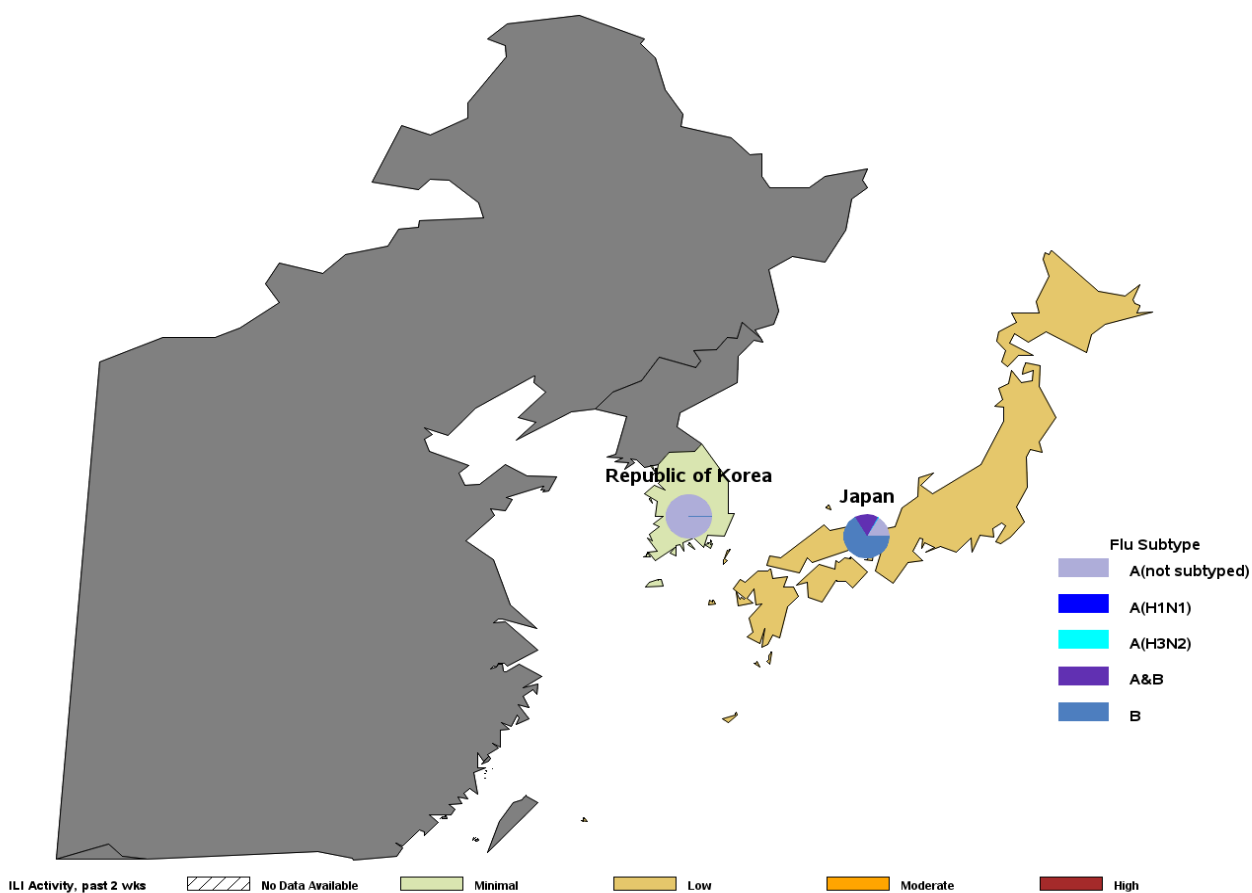 Republic of Korea
Japan
Flu Subtype
A(not subtyped)
A(H1N1)
A(H3N2)
A&B
B
ILI Activity, past 2 wks No Data Available Minimal Low Moderate High